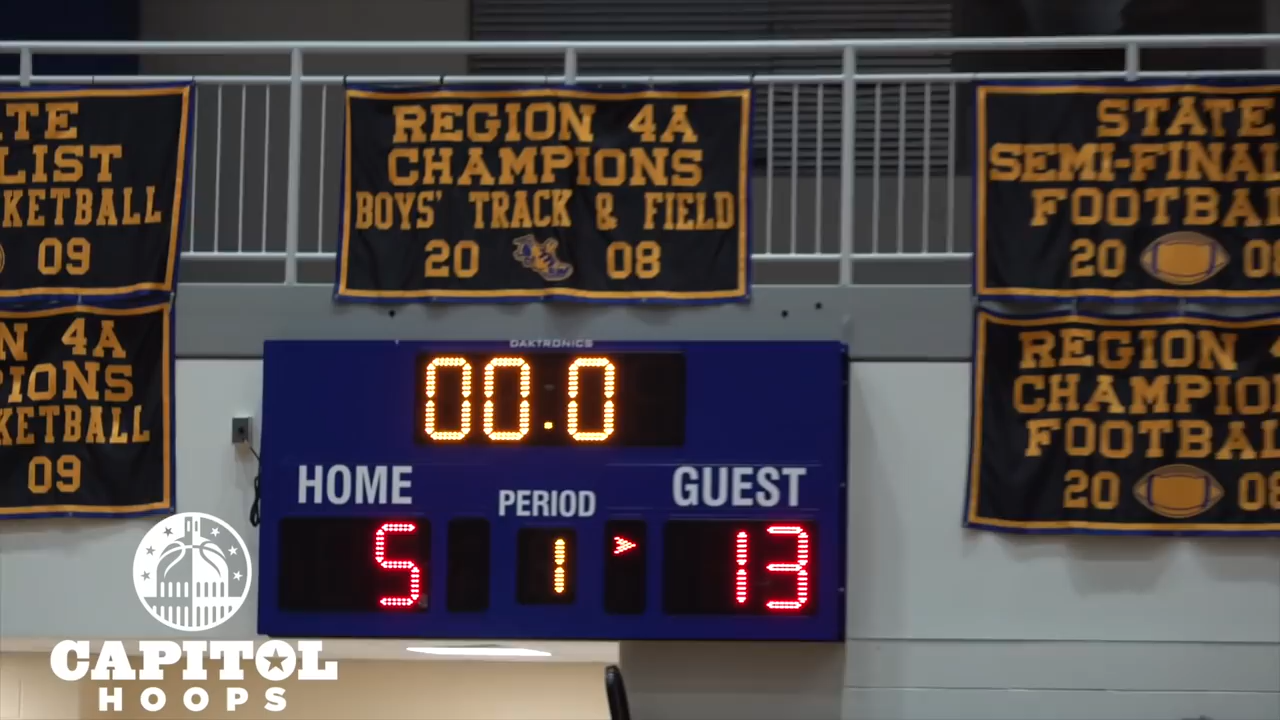 TE
LIST
KETBALL
09
N 4A
PIONS
KETBALL
09
REGION 4A
CHAMPIONS
BOYS' TRACK & FIELD
20 08
STATE
SEMI-FINAL
FOOTBAL
20 08
REGION 4
CHAMPION
FOOTBAL
20 08
DAKTRONICS
00.0
HOME
PERIOD
GUEST
5
1
13
CAPITOL
HOOPS